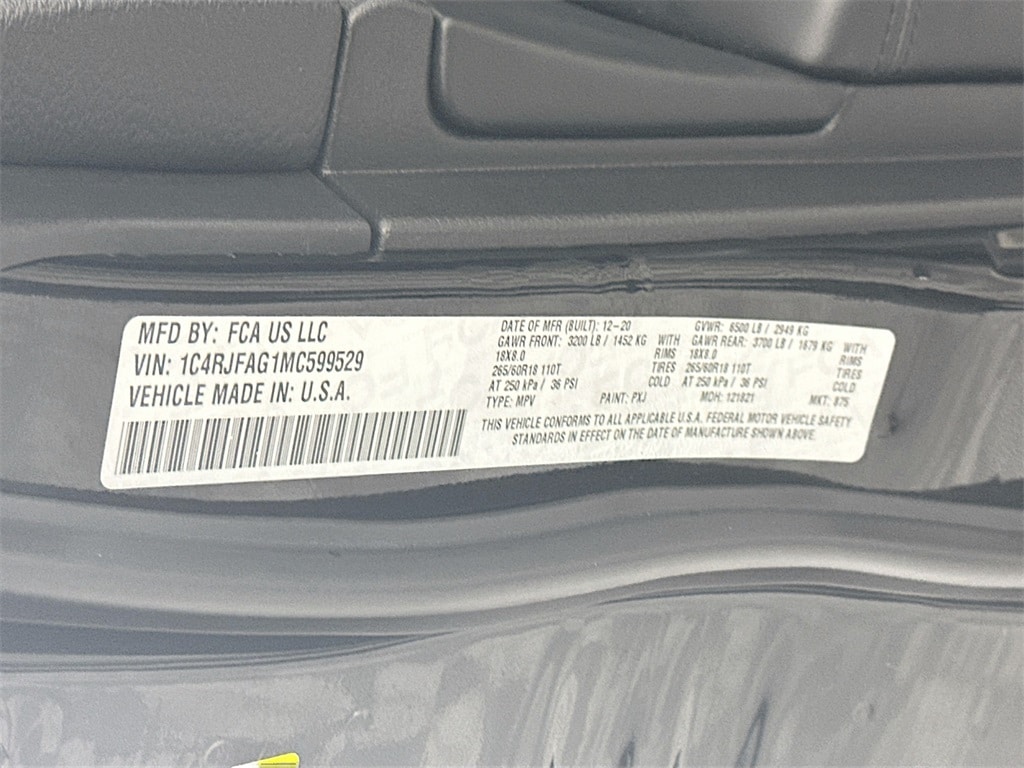 MFD BY: FCA US LLC
VIN: 1C4RJFAG1MC599529
VEHICLE MADE IN: U.S.A.
DATE OF MFR (BUILT): 12-20 GVWR: 6500 LB / 2949 KG
GAWR FRONT: 3200 LB / 1452 KG WITH GAWR REAR: 3700 LB / 1679 KG WITH
18X8.0 RIMS 18X8.0 RIMS
265/60R18 110T TIRES 265/60R18 110T TIRES
AT 250 kPa / 36 PSI COLD AT 250 kPa / 36 PSI COLD
TYPE: MPV PAINT: PXJ MDH: 121821 MKT: 875
THIS VEHICLE CONFORMS TO ALL APPLICABLE U.S.A. FEDERAL MOTOR VEHICLE SAFETY
STANDARDS IN EFFECT ON THE DATE OF MANUFACTURE SHOWN ABOVE.